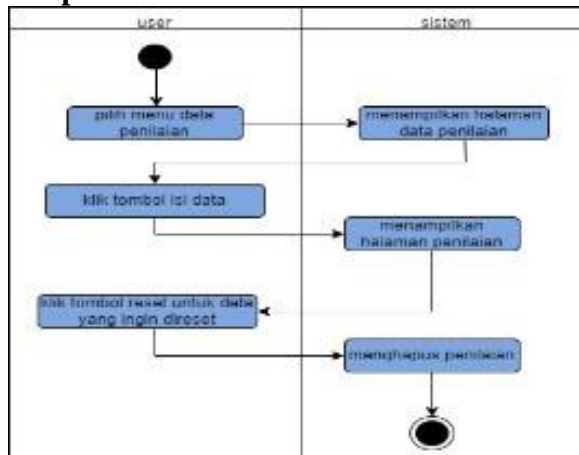 user
sistem
pilih menu data
penilaian
menampilkan halaman
data penilaian
klik tombol isi data
menampilkan
halaman penilaian
klik tombol reset untuk data
yang ingin direset
menghapus penilaian